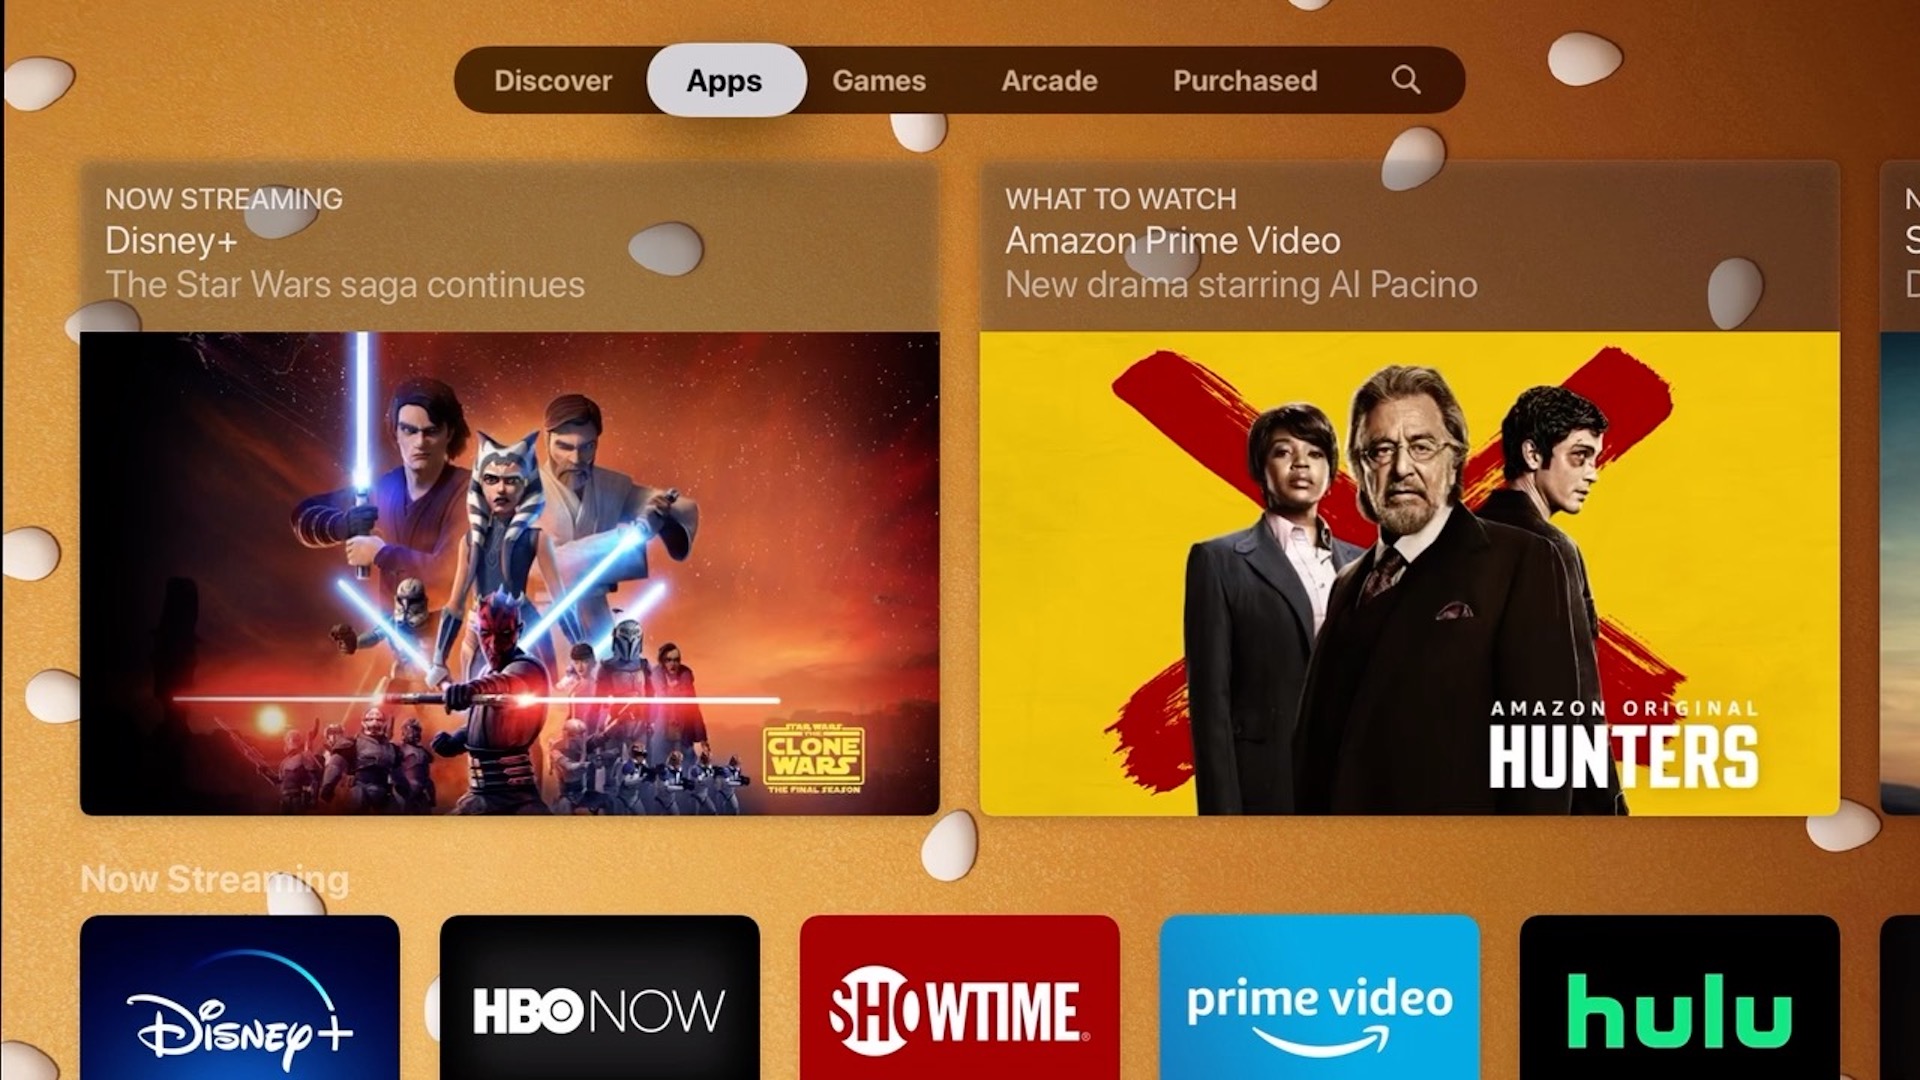 Discover
Apps
Games
Arcade
Purchased
NOW STREAMING
Disney+
The Star Wars saga continues
WHAT TO WATCH
Amazon Prime Video
New drama starring Al Pacino
STAR WARS
THE
CLONE
WARS
THE FINAL SEASON
AMAZON ORIGINAL
HUNTERS
Now Streaming
Disney+
HBO NOW
SHOWTIME
prime video
hulu